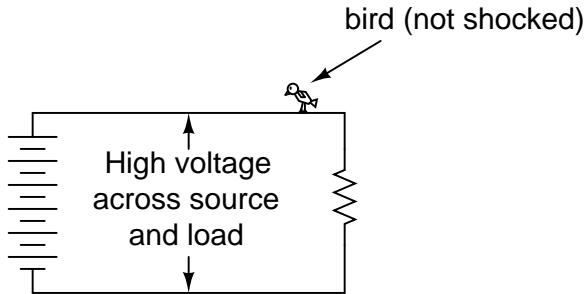 bird (not shocked)
High voltage
across source
and load